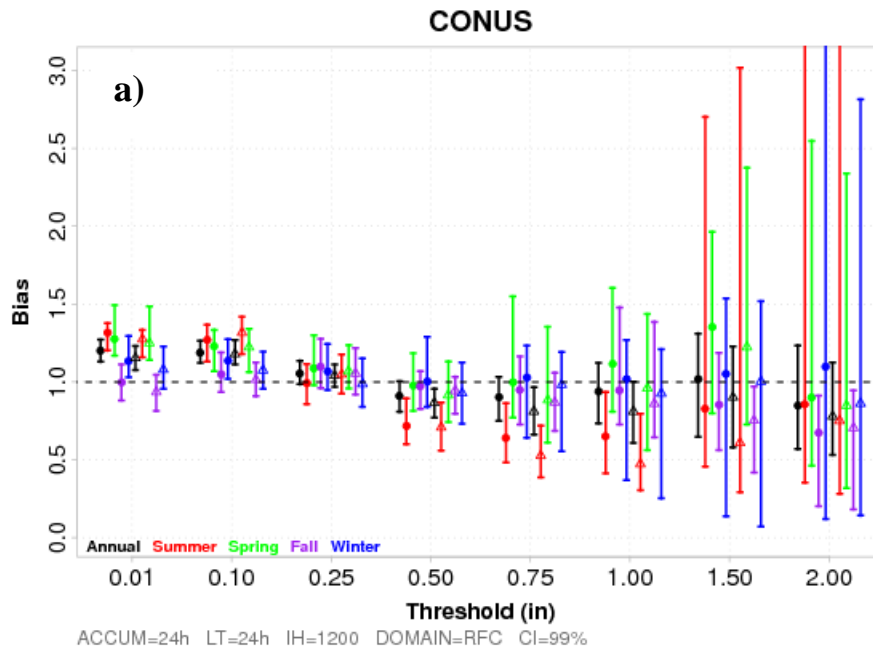 CONUS
a)
3.0
2.5
2.0
1.5
1.0
0.5
0.0
Bias
Annual Summer Spring Fall Winter
0.01 0.10 0.25 0.50 0.75 1.00 1.50 2.00
Threshold (in)
ACCUM=24h LT=24h IH=1200 DOMAIN=RFC CI=99%